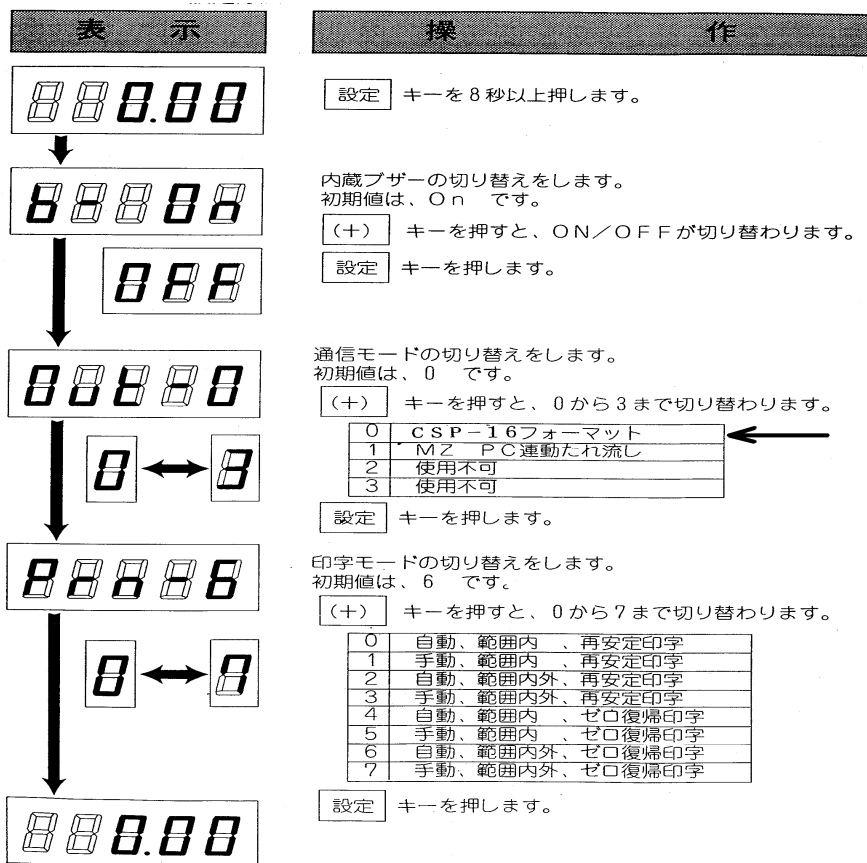 表 示
操 作
0.00
設定 キーを8秒以上押します。
b- On
内蔵ブザーの切り替えをします。
初期値は、On です。
(+) キーを押すと、ON/OFFが切り替わります。
OFF
設定 キーを押します。
Out-0
通信モードの切り替えをします。
初期値は、0 です。
(+) キーを押すと、0から3まで切り替わります。
0 CSP-16フォーマット
1 MZ PC連動たれ流し
2 使用不可
3 使用不可
0 3
設定 キーを押します。
Prn-6
印字モードの切り替えをします。
初期値は、6 です。
(+) キーを押すと、0から7まで切り替わります。
0 自動、範囲内 、再安定印字
1 手動、範囲内 、再安定印字
2 自動、範囲内外、再安定印字
3 手動、範囲内外、再安定印字
4 自動、範囲内 、ゼロ復帰印字
5 手動、範囲内 、ゼロ復帰印字
6 自動、範囲内外、ゼロ復帰印字
7 手動、範囲内外、ゼロ復帰印字
0 7
設定 キーを押します。
0.00